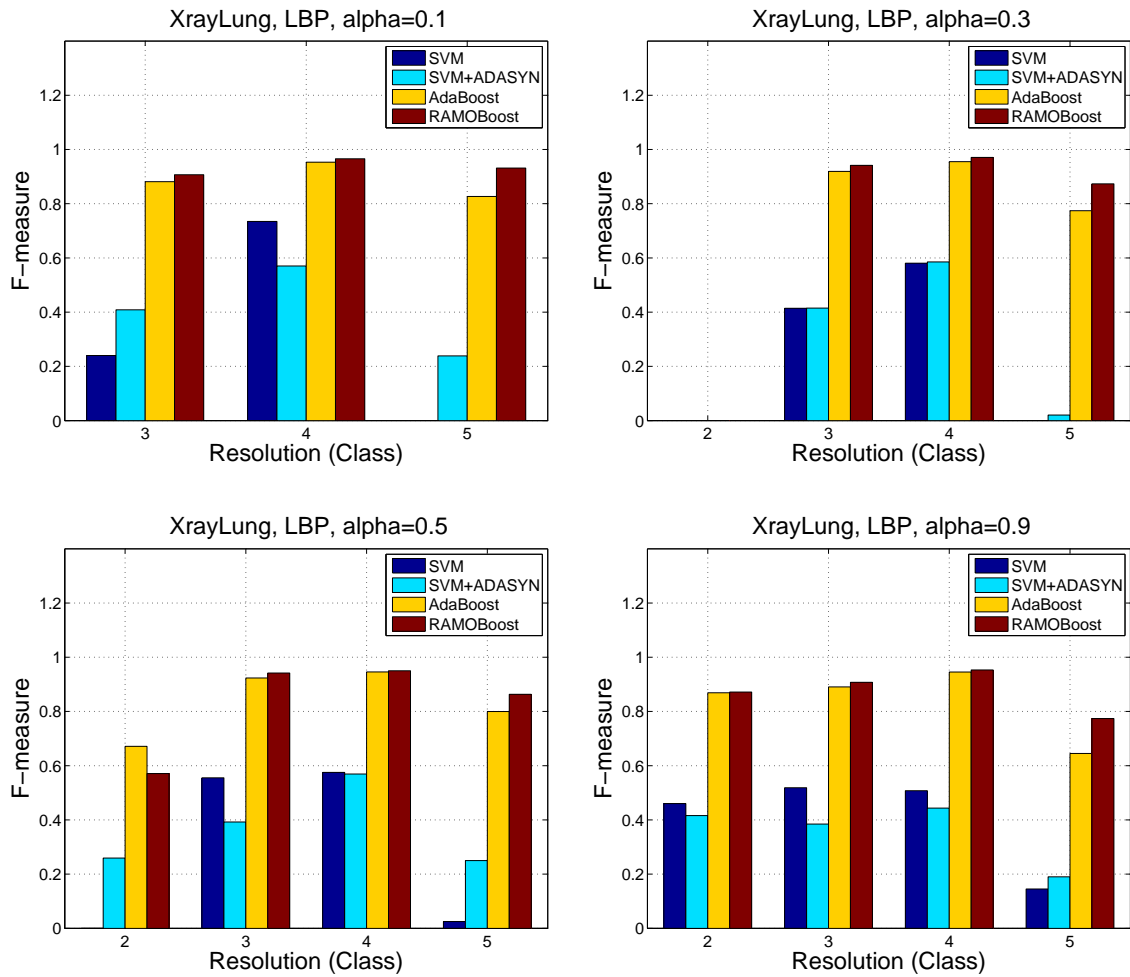 XrayLung, LBP, alpha=0.1
SVM
SVM+ADASYN
AdaBoost
RAMOBoost
1.2
1
0.8
0.6
0.4
0.2
0
F−measure
3 4 5
Resolution (Class)
XrayLung, LBP, alpha=0.3
SVM
SVM+ADASYN
AdaBoost
RAMOBoost
1.2
1
0.8
0.6
0.4
0.2
0
F−measure
2 3 4 5
Resolution (Class)
XrayLung, LBP, alpha=0.5
SVM
SVM+ADASYN
AdaBoost
RAMOBoost
1.2
1
0.8
0.6
0.4
0.2
0
F−measure
2 3 4 5
Resolution (Class)
XrayLung, LBP, alpha=0.9
SVM
SVM+ADASYN
AdaBoost
RAMOBoost
1.2
1
0.8
0.6
0.4
0.2
0
F−measure
2 3 4 5
Resolution (Class)